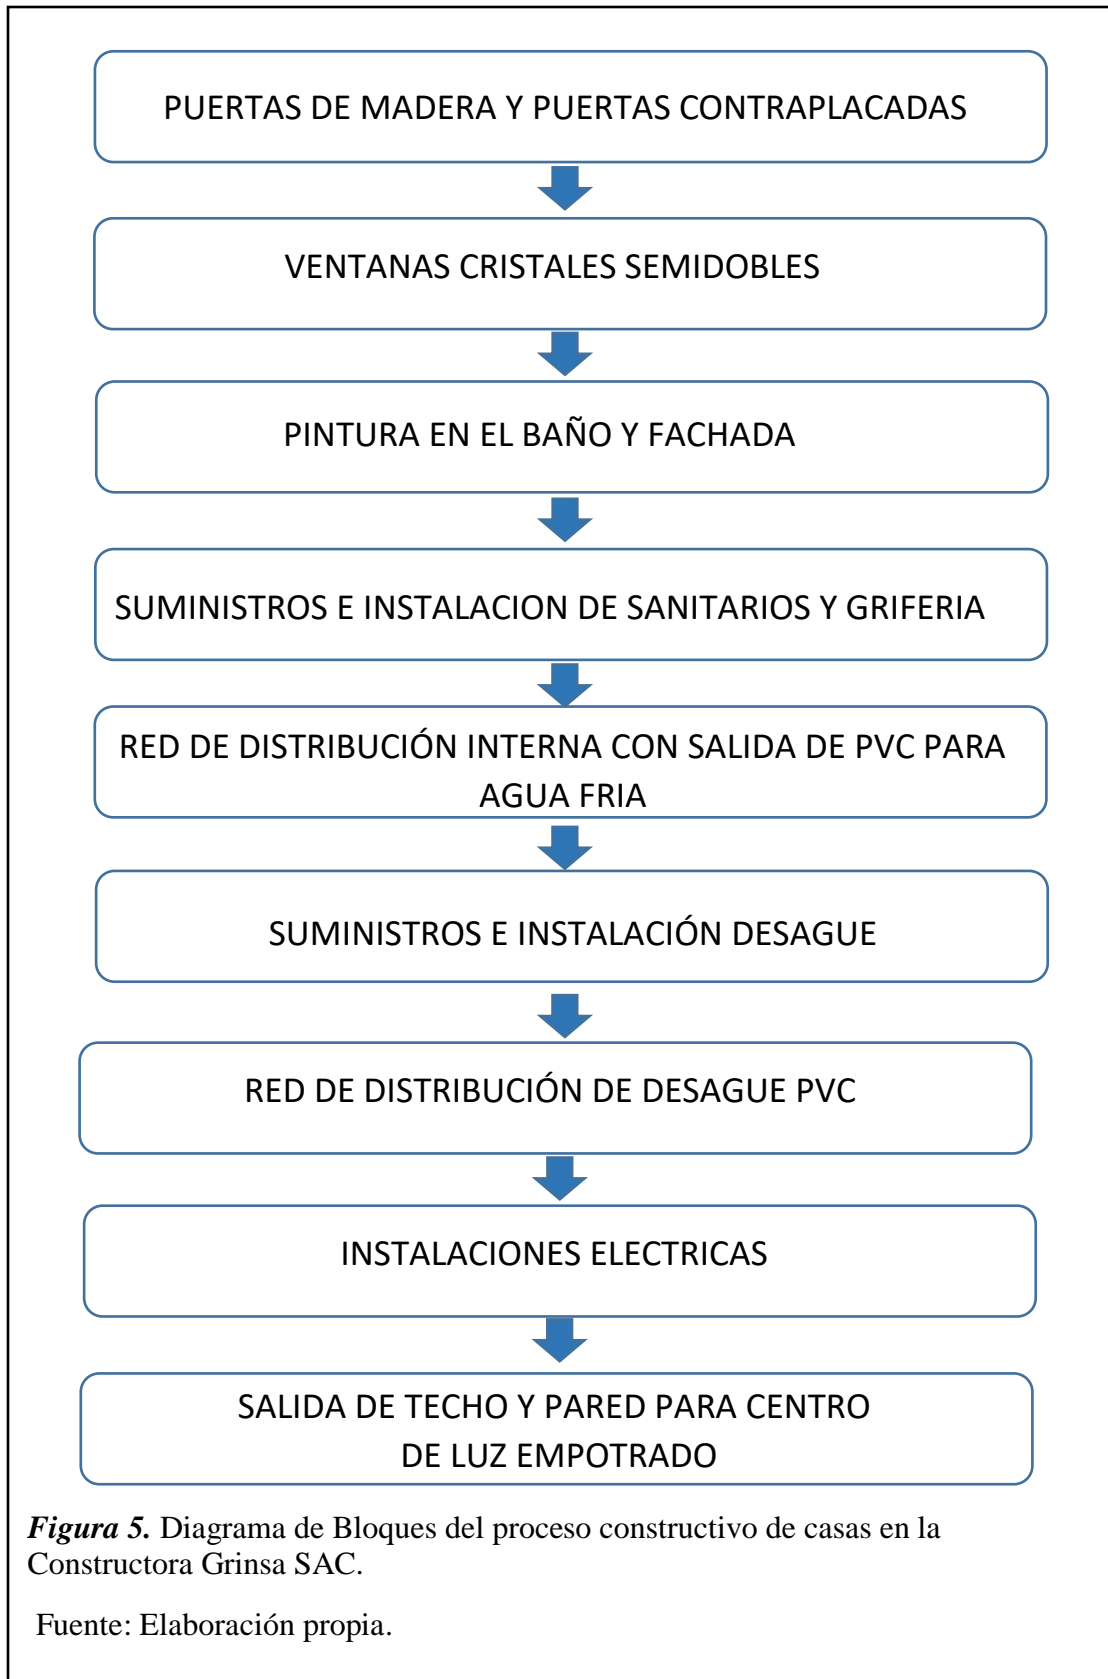 PUERTAS DE MADERA Y PUERTAS CONTRAPLACADAS
VENTANAS CRISTALES SEMIDOBLES
PINTURA EN EL BAÑO Y FACHADA
SUMINISTROS E INSTALACION DE SANITARIOS Y GRIFERIA
RED DE DISTRIBUCIÓN INTERNA CON SALIDA DE PVC PARA
AGUA FRIA
SUMINISTROS E INSTALACIÓN DESAGUE
RED DE DISTRIBUCIÓN DE DESAGUE PVC
INSTALACIONES ELECTRICAS
SALIDA DE TECHO Y PARED PARA CENTRO
DE LUZ EMPOTRADO
Figura 5. Diagrama de Bloques del proceso constructivo de casas en la
Constructora Grinsa SAC.
Fuente: Elaboración propia.